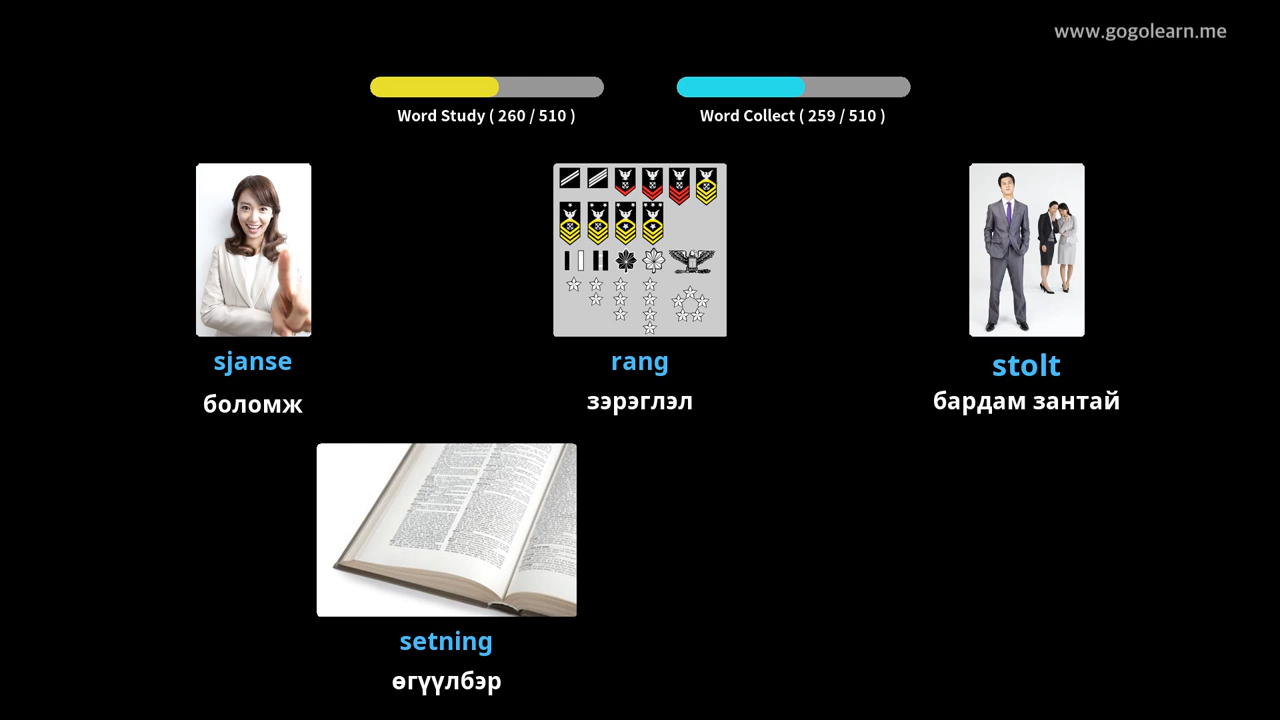 www.gogolearn.me
Word Study ( 260 / 510 )
Word Collect ( 259 / 510 )
sjanse
боломж
rang
зэрэглэл
stolt
бардам зантай
setning
өгүүлбэр